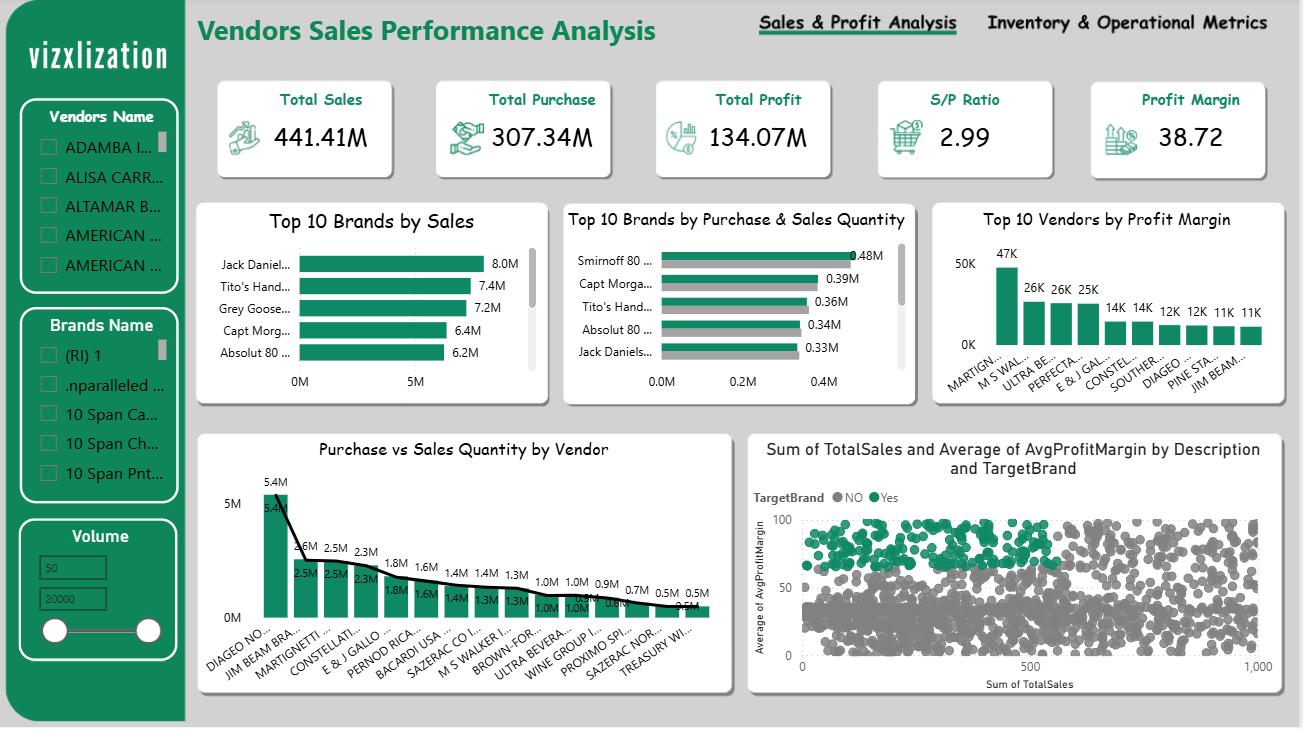 Vendors Sales Performance Analysis
Sales & Profit Analysis
Inventory & Operational Metrics
vizxlization
Vendors Name
ADAMBA I...
ALISA CARR...
ALTAMAR B...
AMERICAN ...
AMERICAN ...
Brands Name
(RI) 1
.nparalleled ...
10 Span Ca...
10 Span Ch...
10 Span Pnt...
Volume
50
20000
Total Sales
441.41M
Total Purchase
307.34M
Total Profit
134.07M
S/P Ratio
2.99
Profit Margin
38.72
Top 10 Brands by Sales
Jack Daniel... 8.0M
Tito's Hand... 7.4M
Grey Goose... 7.2M
Capt Morg... 6.4M
Absolut 80 ... 6.2M
0M 5M
Top 10 Brands by Purchase & Sales Quantity
Smirnoff 80 ... 0.48M
Capt Morga... 0.39M
Tito's Hand... 0.36M
Absolut 80 ... 0.34M
Jack Daniels... 0.33M
0.0M 0.2M 0.4M
Top 10 Vendors by Profit Margin
50K
0K
47K 26K 26K 25K 14K 14K 12K 12K 11K 11K
MARTIGN...
M S WAL...
ULTRA BE...
PERFECTA...
E & J GAL...
CONSTEL...
SOUTHER...
DIAGEO ...
PINE STA...
JIM BEAM...
Purchase vs Sales Quantity by Vendor
5M
0M
5.4M 2.6M 2.5M 2.3M 1.8M 1.6M 1.4M 1.4M 1.3M 1.0M 1.0M 0.9M 0.7M 0.5M 0.5M
5.4M 2.5M 2.5M 2.3M 1.8M 1.6M 1.4M 1.3M 1.3M 1.0M 1.0M 0.9M 0.6M 0.5M
DIAGEO NO...
JIM BEAM BRA...
MARTIGNETTI ...
CONSTELLATI...
E & J GALLO ...
PERNOD RICA...
BACARDI USA ...
SAZERAC CO I...
M S WALKER I...
BROWN-FOR...
ULTRA BEVERA...
WINE GROUP I...
PROXIMO SPI...
SAZERAC NOR...
TREASURY WI...
Sum of TotalSales and Average of AvgProfitMargin by Description
and TargetBrand
TargetBrand NO Yes
Average of AvgProfitMargin
100
50
0
0 500 1,000
Sum of TotalSales